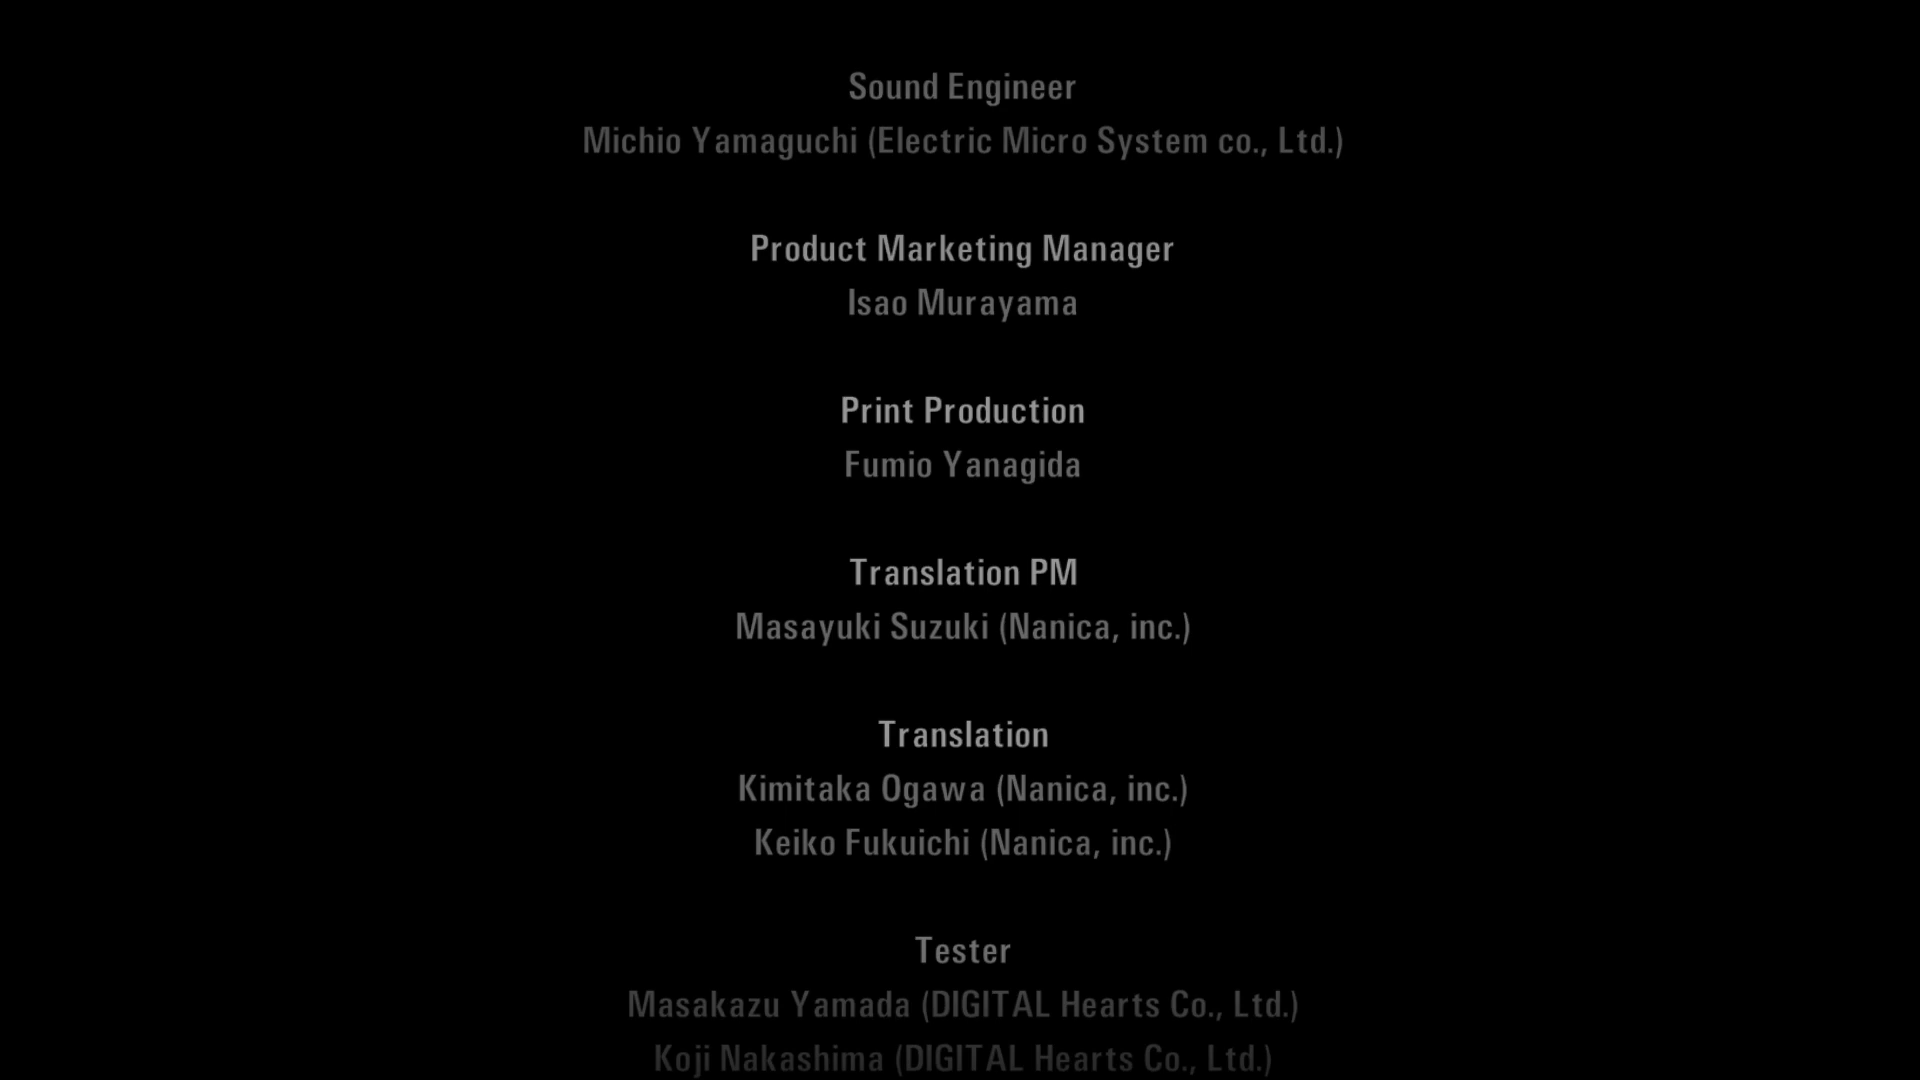 Sound Engineer
Michio Yamaguchi (Electric Micro System co., Ltd.)
Product Marketing Manager
Isao Murayama
Print Production
Fumio Yanagida
Translation PM
Masayuki Suzuki (Nanica, inc.)
Translation
Kimitaka Ogawa (Nanica, inc.)
Keiko Fukuichi (Nanica, inc.)
Tester
Masakazu Yamada (DIGITAL Hearts Co., Ltd.)
Koji Nakashima (DIGITAL Hearts Co., Ltd.)